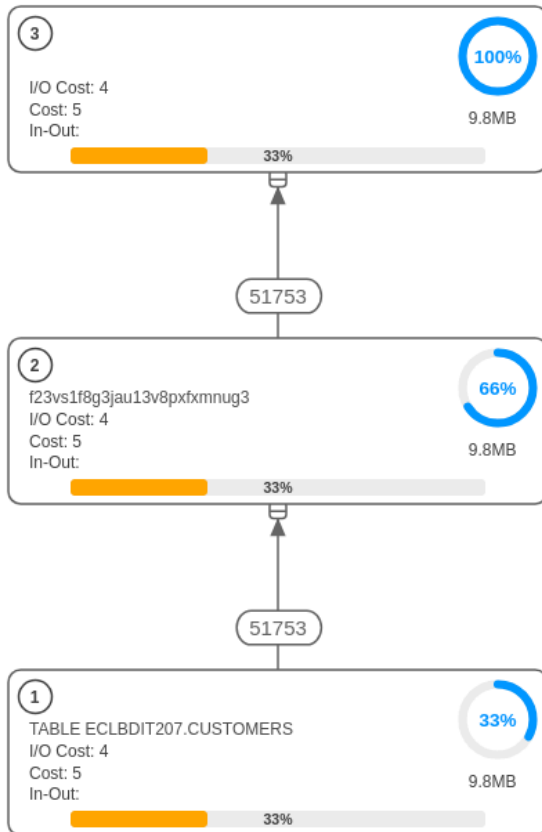 3
100%
I/O Cost: 4
Cost: 5
In-Out:
9.8MB
33%
51753
2
66%
f23vs1f8g3jau13v8pxfxmnug3
I/O Cost: 4
Cost: 5
In-Out:
9.8MB
33%
51753
1
33%
TABLE ECLBDIT207.CUSTOMERS
I/O Cost: 4
Cost: 5
In-Out:
9.8MB
33%